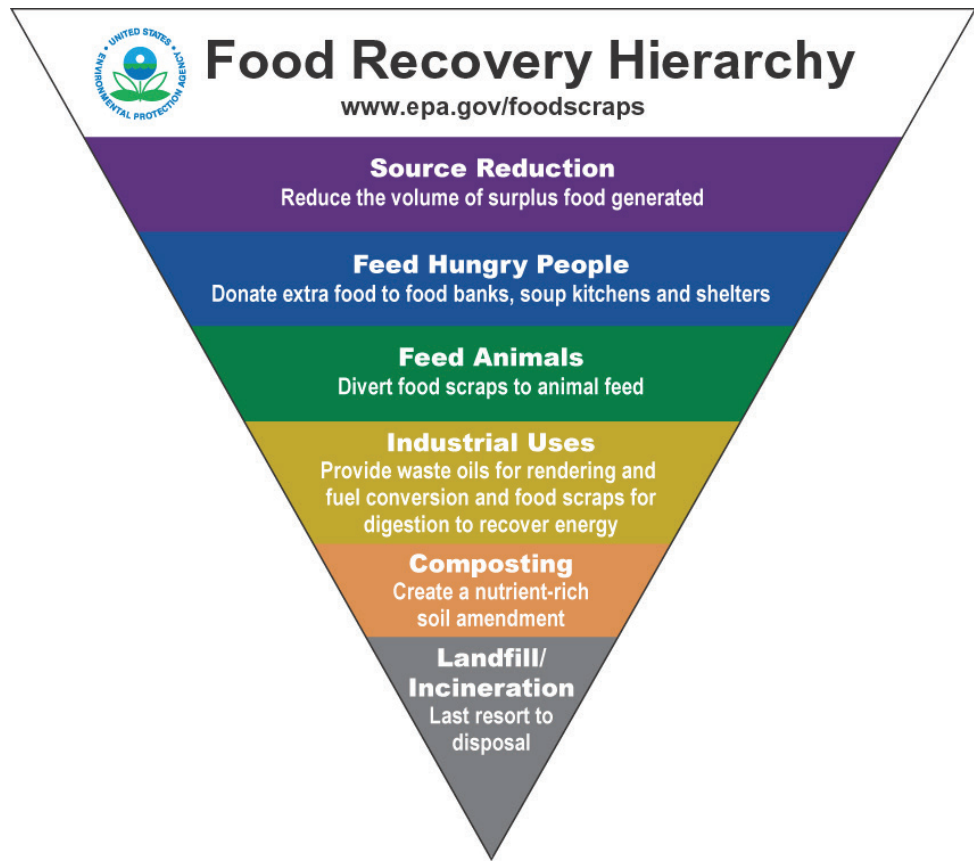 UNITED STATES
ENVIRONMENTAL PROTECTION AGENCY
Food Recovery Hierarchy
www.epa.gov/foodscraps
Source Reduction
Reduce the volume of surplus food generated
Feed Hungry People
Donate extra food to food banks, soup kitchens and shelters
Feed Animals
Divert food scraps to animal feed
Industrial Uses
Provide waste oils for rendering and
fuel conversion and food scraps for
digestion to recover energy
Composting
Create a nutrient-rich
soil amendment
Landfill/
Incineration
Last resort to
disposal